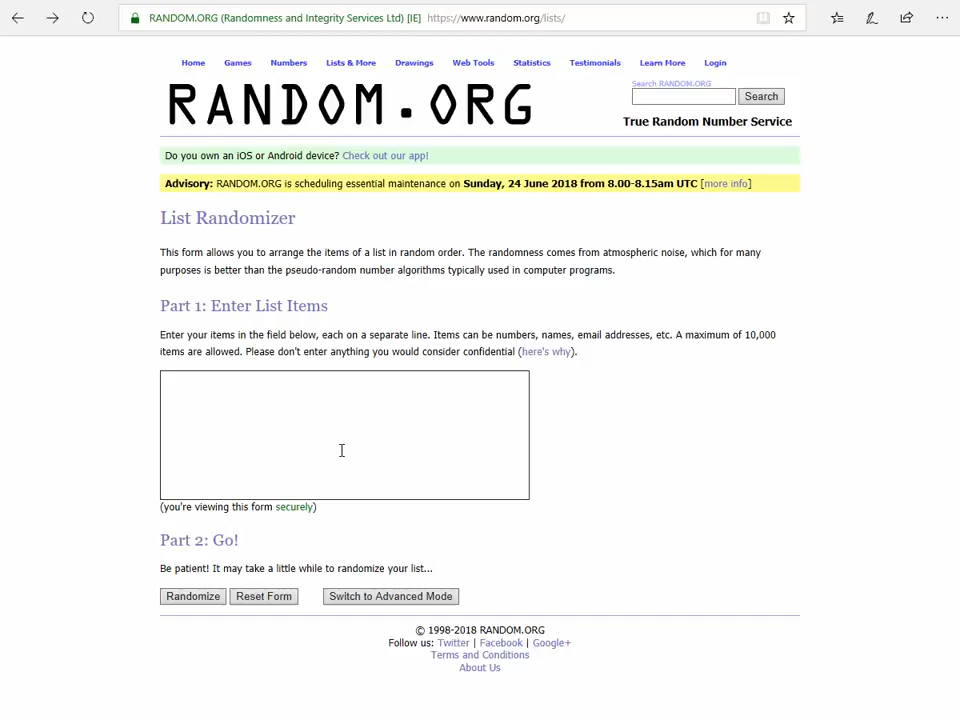 RANDOM.ORG (Randomness and Integrity Services Ltd) [IE] https://www.random.org/lists/
Home Games Numbers Lists & More Drawings Web Tools Statistics Testimonials Learn More Login
RANDOM.ORG
Search RANDOM.ORG
Search
True Random Number Service
Do you own an iOS or Android device? Check out our app!
Advisory: RANDOM.ORG is scheduling essential maintenance on Sunday, 24 June 2018 from 8.00-8.15am UTC [more info]
List Randomizer
This form allows you to arrange the items of a list in random order. The randomness comes from atmospheric noise, which for many
purposes is better than the pseudo-random number algorithms typically used in computer programs.
Part 1: Enter List Items
Enter your items in the field below, each on a separate line. Items can be numbers, names, email addresses, etc. A maximum of 10,000
items are allowed. Please don't enter anything you would consider confidential (here's why).
(you're viewing this form securely)
Part 2: Go!
Be patient! It may take a little while to randomize your list...
Randomize Reset Form Switch to Advanced Mode
© 1998-2018 RANDOM.ORG
Follow us: Twitter | Facebook | Google+
Terms and Conditions
About Us